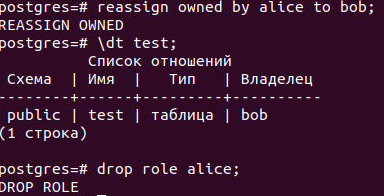 postgres=# reassign owned by alice to bob;
REASSIGN OWNED
postgres=# \dt test;
Список отношений
Схема | Имя | Тип | Владелец
--------+------+---------+----------
public | test | таблица | bob
(1 строка)
postgres=# drop role alice;
DROP ROLE